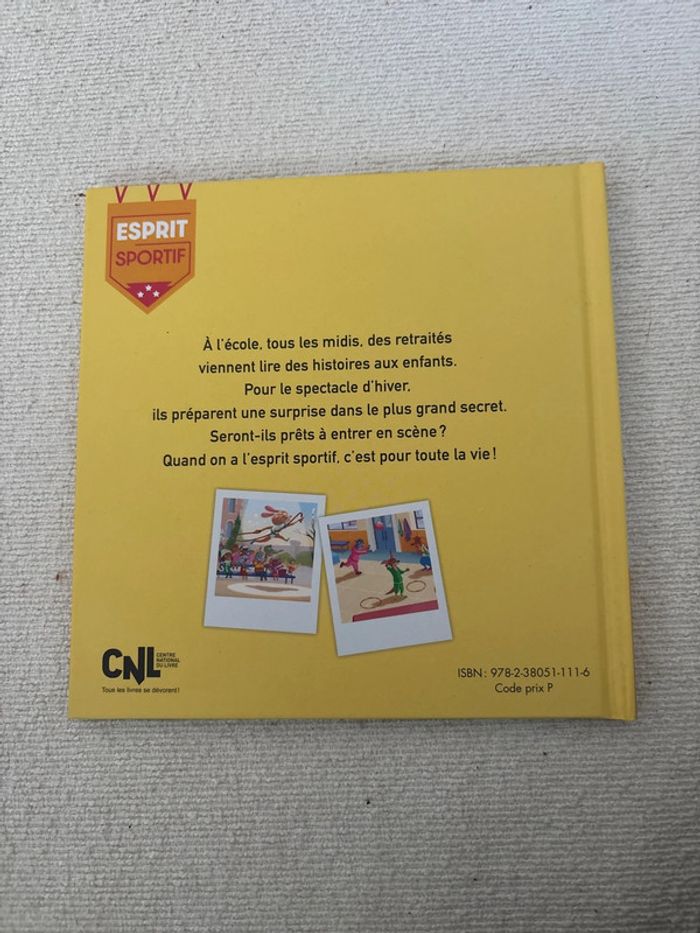 ESPRIT
SPORTIF
À l'école, tous les midis, des retraités
viennent lire des histoires aux enfants.
Pour le spectacle d'hiver,
ils préparent une surprise dans le plus grand secret.
Seront-ils prêts à entrer en scène ?
Quand on a l'esprit sportif, c'est pour toute la vie !
CNL
CENTRE
NATIONAL
DU LIVRE
Tous les livres se dévorent !
ISBN : 978-2-38051-111-6
Code prix P